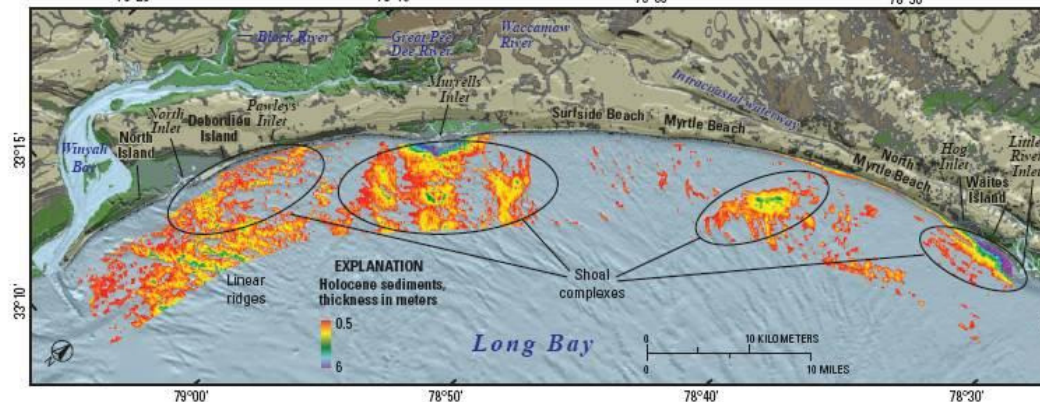 Black River
Great Pee
Dee River
Waccamaw
River
Intracoastal waterway
Murrells
Inlet
Surfside Beach
Myrtle Beach
North
Myrtle Beach
Hog
Inlet
Little
River
Inlet
Waites
Island
Pawleys
Inlet
Debordieu
Island
North
Inlet
North
Island
Winyah
Bay
33°15'
33°10'
Linear
ridges
Shoal
complexes
EXPLANATION
Holocene sediments,
thickness in meters
0.5
6
Long Bay
0 10 KILOMETERS
0 10 MILES
79°00'
78°50'
78°40'
78°30'